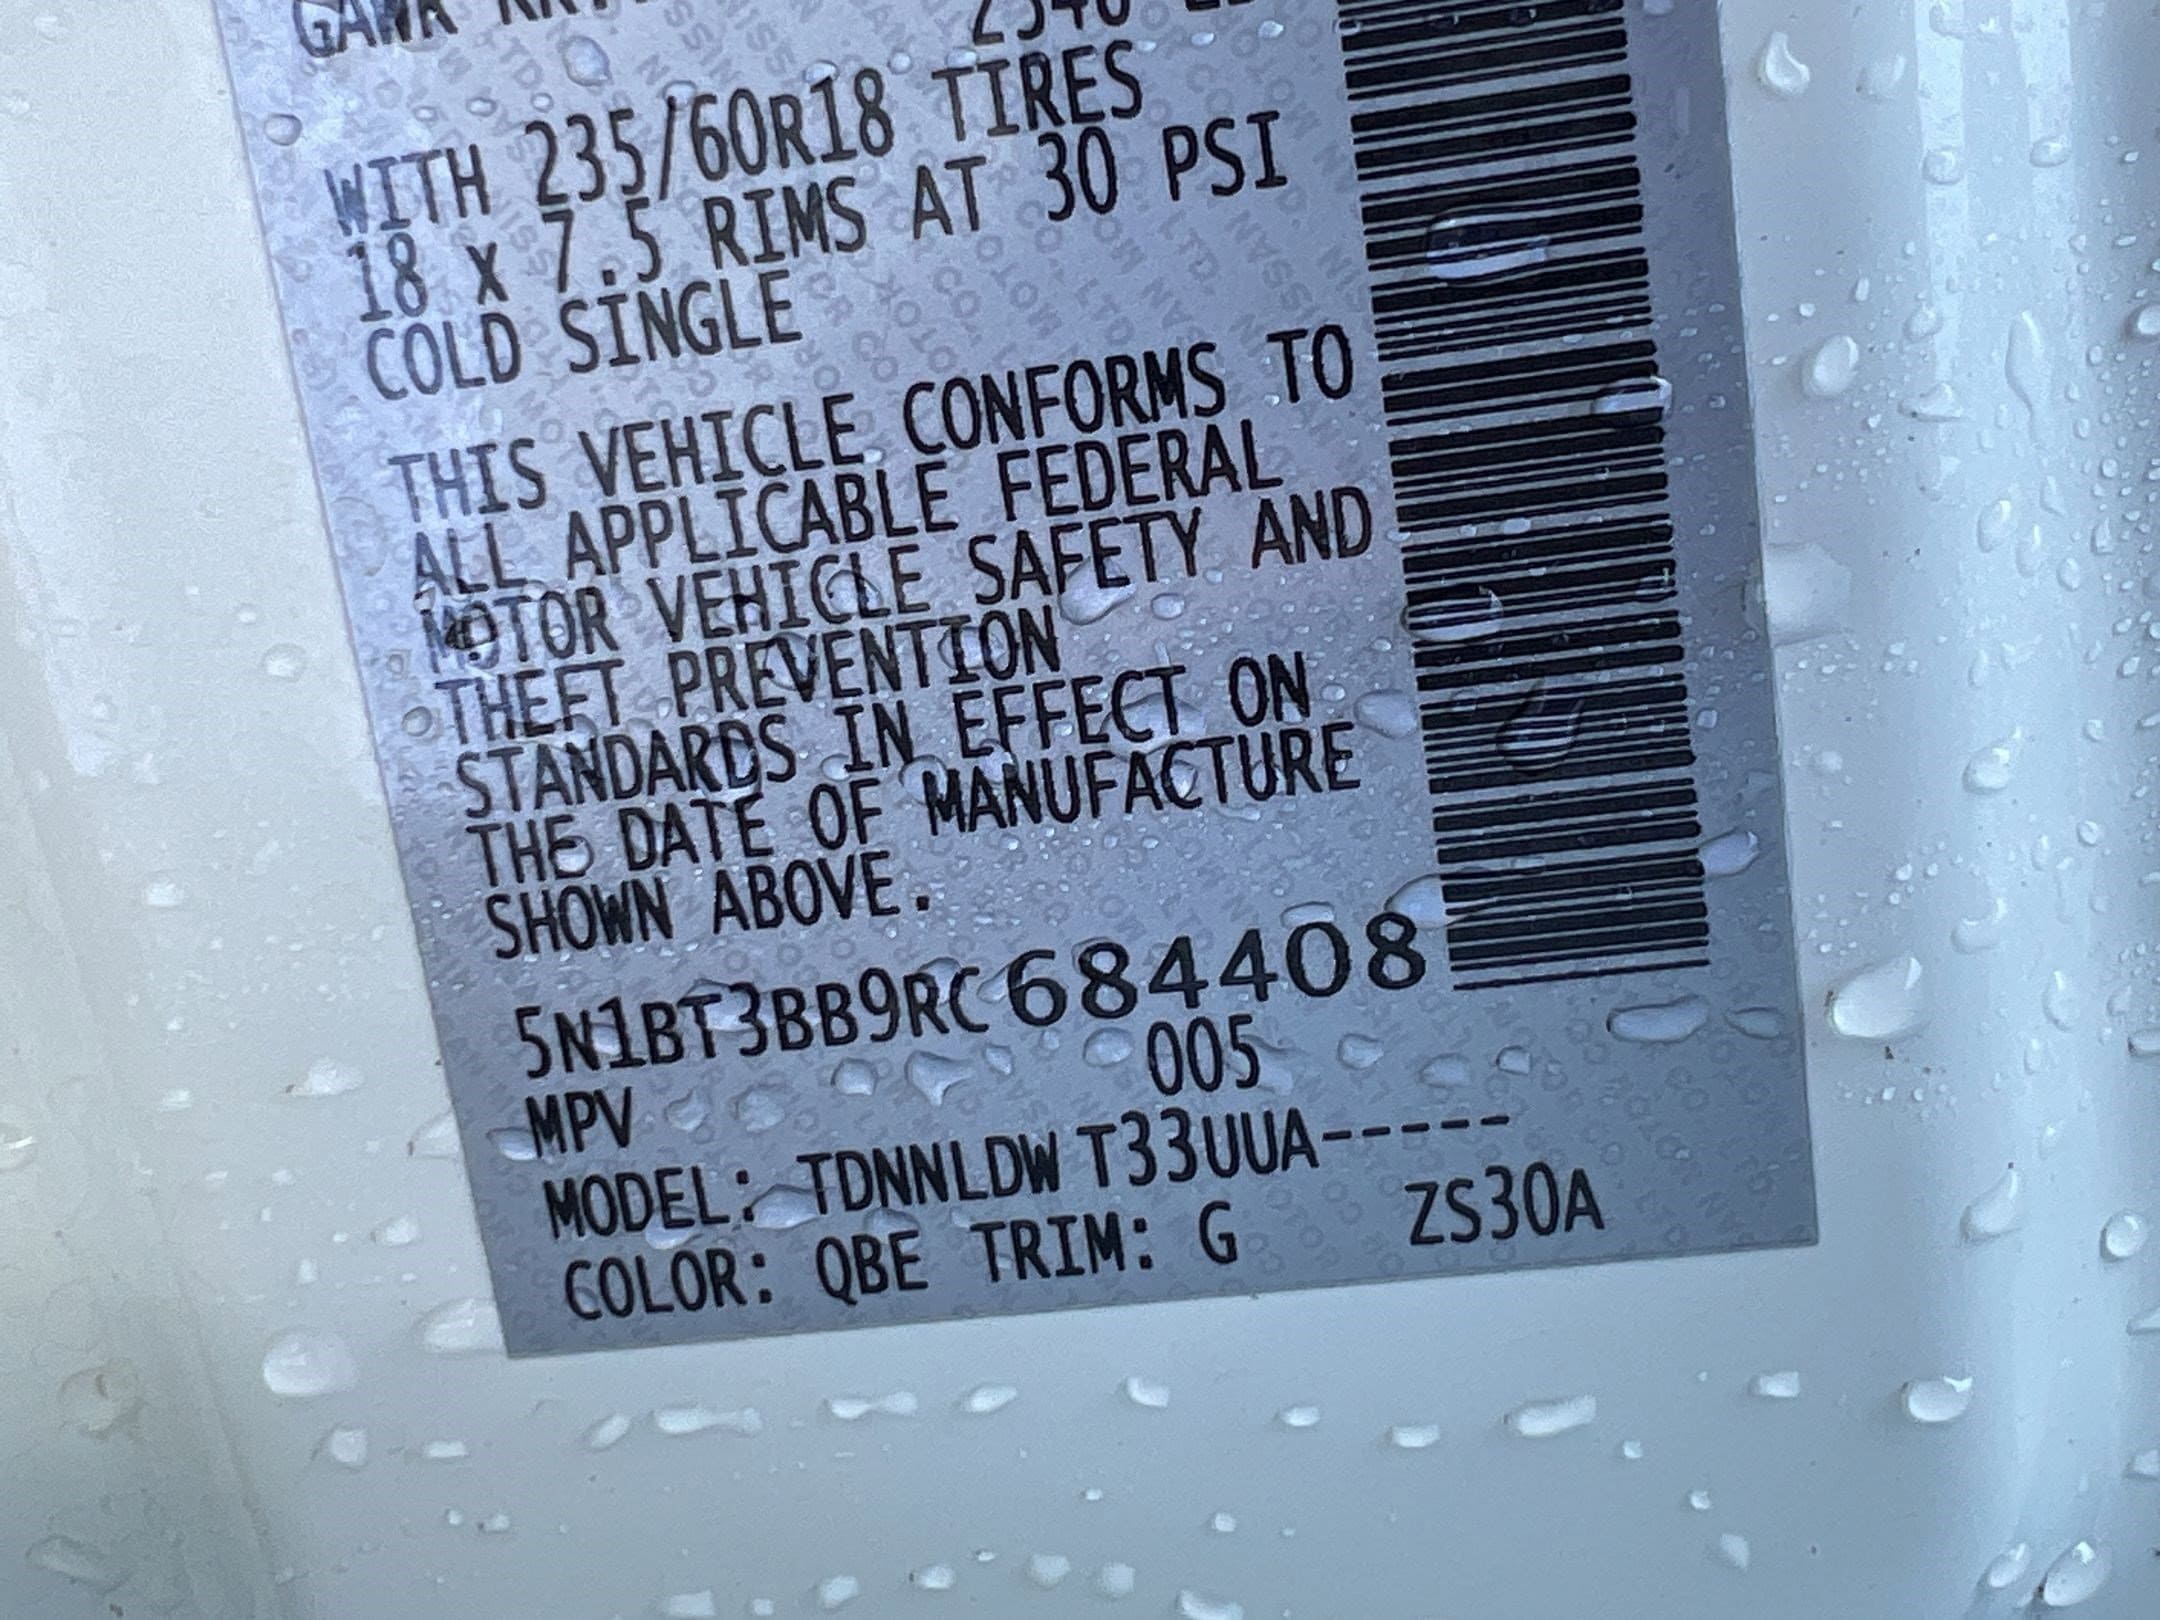 WITH 235/60R18 TIRES
18 x 7.5 RIMS AT 30 PSI
COLD SINGLE
THIS VEHICLE CONFORMS TO
ALL APPLICABLE FEDERAL
MOTOR VEHICLE SAFETY AND
THEFT PREVENTION
STANDARDS IN EFFECT ON
THE DATE OF MANUFACTURE
SHOWN ABOVE.
5N1BT3BB9RC684408
MPV 005
MODEL: TDNNLDW T33UUA-----
COLOR: QBE TRIM: G ZS30A